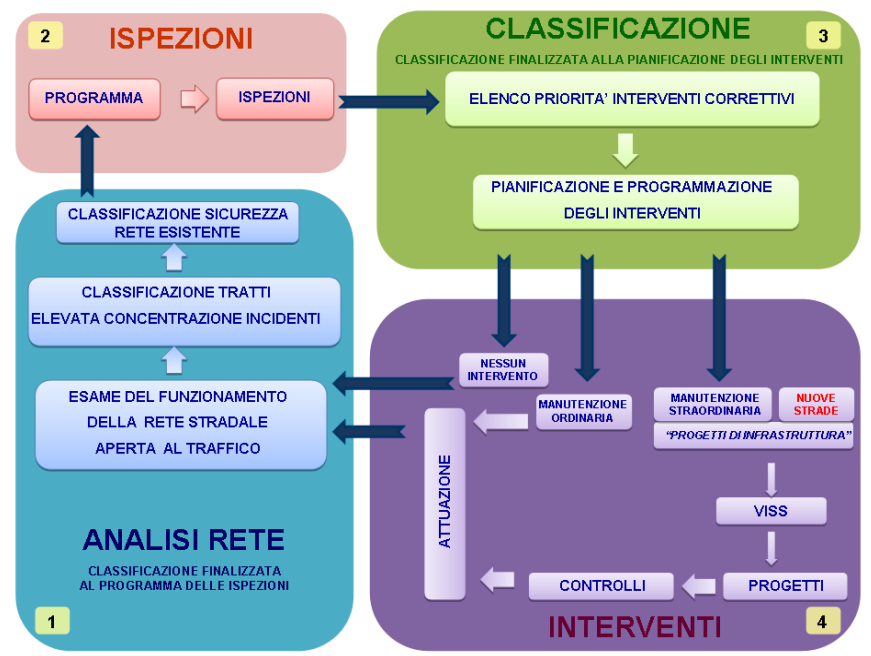 2
ISPEZIONI
PROGRAMMA
ISPEZIONI
CLASSIFICAZIONE
3
CLASSIFICAZIONE FINALIZZATA ALLA PIANIFICAZIONE DEGLI INTERVENTI
ELENCO PRIORITA’ INTERVENTI CORRETTIVI
PIANIFICAZIONE E PROGRAMMAZIONE
DEGLI INTERVENTI
CLASSIFICAZIONE SICUREZZA
RETE ESISTENTE
CLASSIFICAZIONE TRATTI
ELEVATA CONCENTRAZIONE INCIDENTI
ESAME DEL FUNZIONAMENTO
DELLA RETE STRADALE
APERTA AL TRAFFICO
ANALISI RETE
CLASSIFICAZIONE FINALIZZATA
AL PROGRAMMA DELLE ISPEZIONI
1
NESSUN
INTERVENTO
MANUTENZIONE
ORDINARIA
MANUTENZIONE
STRAORDINARIA
NUOVE
STRADE
“PROGETTI DI INFRASTRUTTURA”
ATTUAZIONE
VISS
CONTROLLI
PROGETTI
INTERVENTI
4